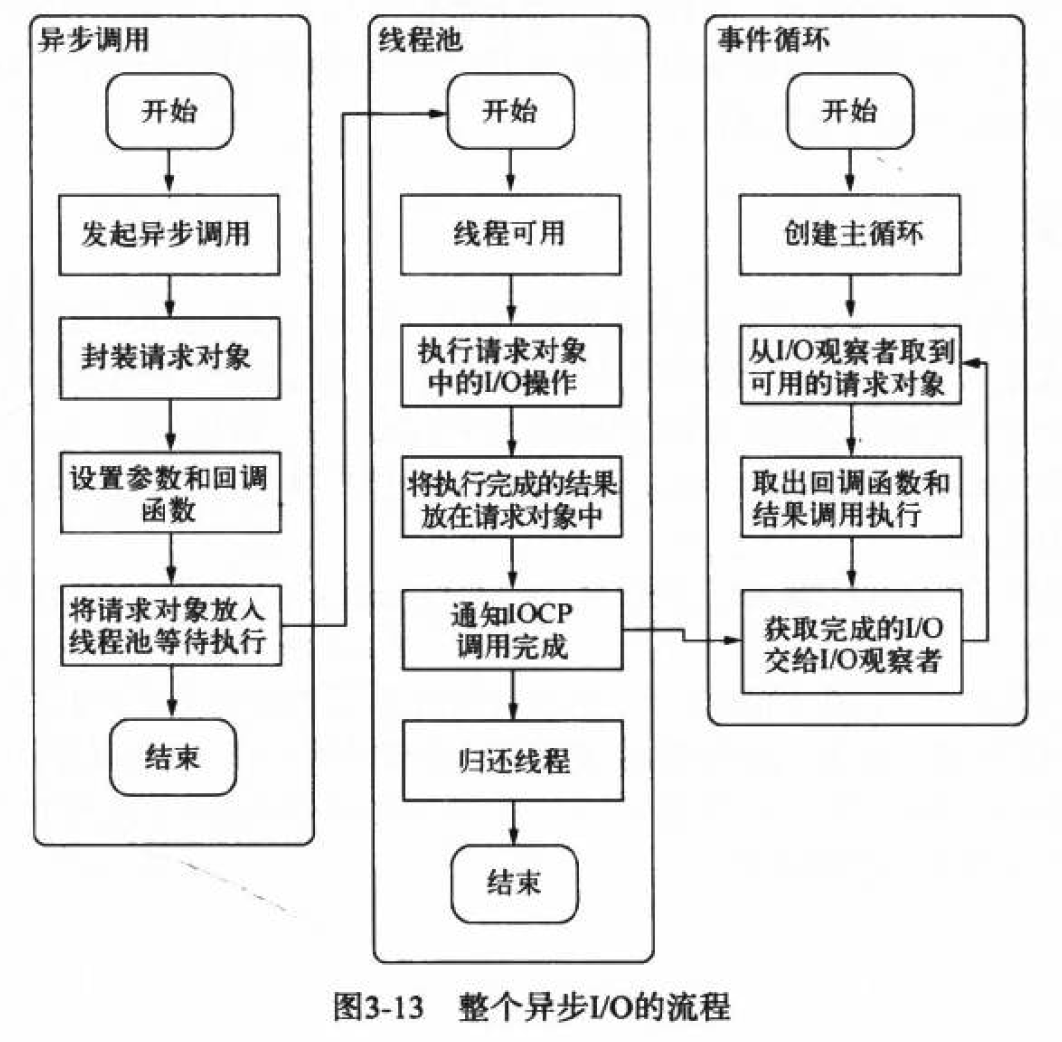 异步调用
开始
发起异步调用
封装请求对象
设置参数和回调
函数
将请求对象放入
线程池等待执行
结束
线程池
开始
线程可用
执行请求对象
中的I/O操作
将执行完成的结果
放在请求对象中
通知IOCP
调用完成
归还线程
结束
事件循环
开始
创建主循环
从I/O观察者取到
可用的请求对象
取出回调函数和
结果调用执行
获取完成的I/O
交给I/O观察者
图3-13 整个异步I/O的流程